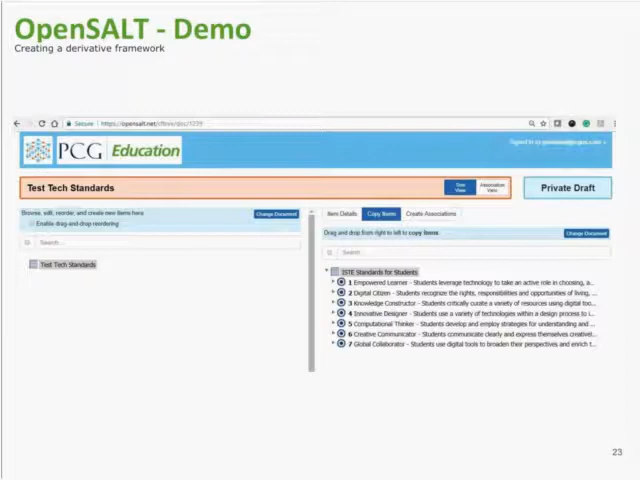 OpenSALT - Demo
Creating a derivative framework
Secure
PCG Education
Signed in
Test Tech Standards
Tree View
Association View
Private Draft
Browse, edit, reorder, and create new items here
Change Document
Enable drag-and-drop reordering
Search...
Test Tech Standards
Item Details
Copy Items
Create Associations
Drag and drop from right to left to copy items
Change Document
Search...
ISTE Standards for Students
1 Empowered Learner - Students leverage technology to take an active role in choosing, a...
2 Digital Citizen - Students recognize the rights, responsibilities and opportunities of living, ...
3 Knowledge Constructor - Students critically curate a variety of resources using digital too...
4 Innovative Designer - Students use a variety of technologies within a design process to i...
5 Computational Thinker - Students develop and employ strategies for understanding and ...
6 Creative Communicator - Students communicate clearly and express themselves creativel...
7 Global Collaborator - Students use digital tools to broaden their perspectives and enrich t...
23